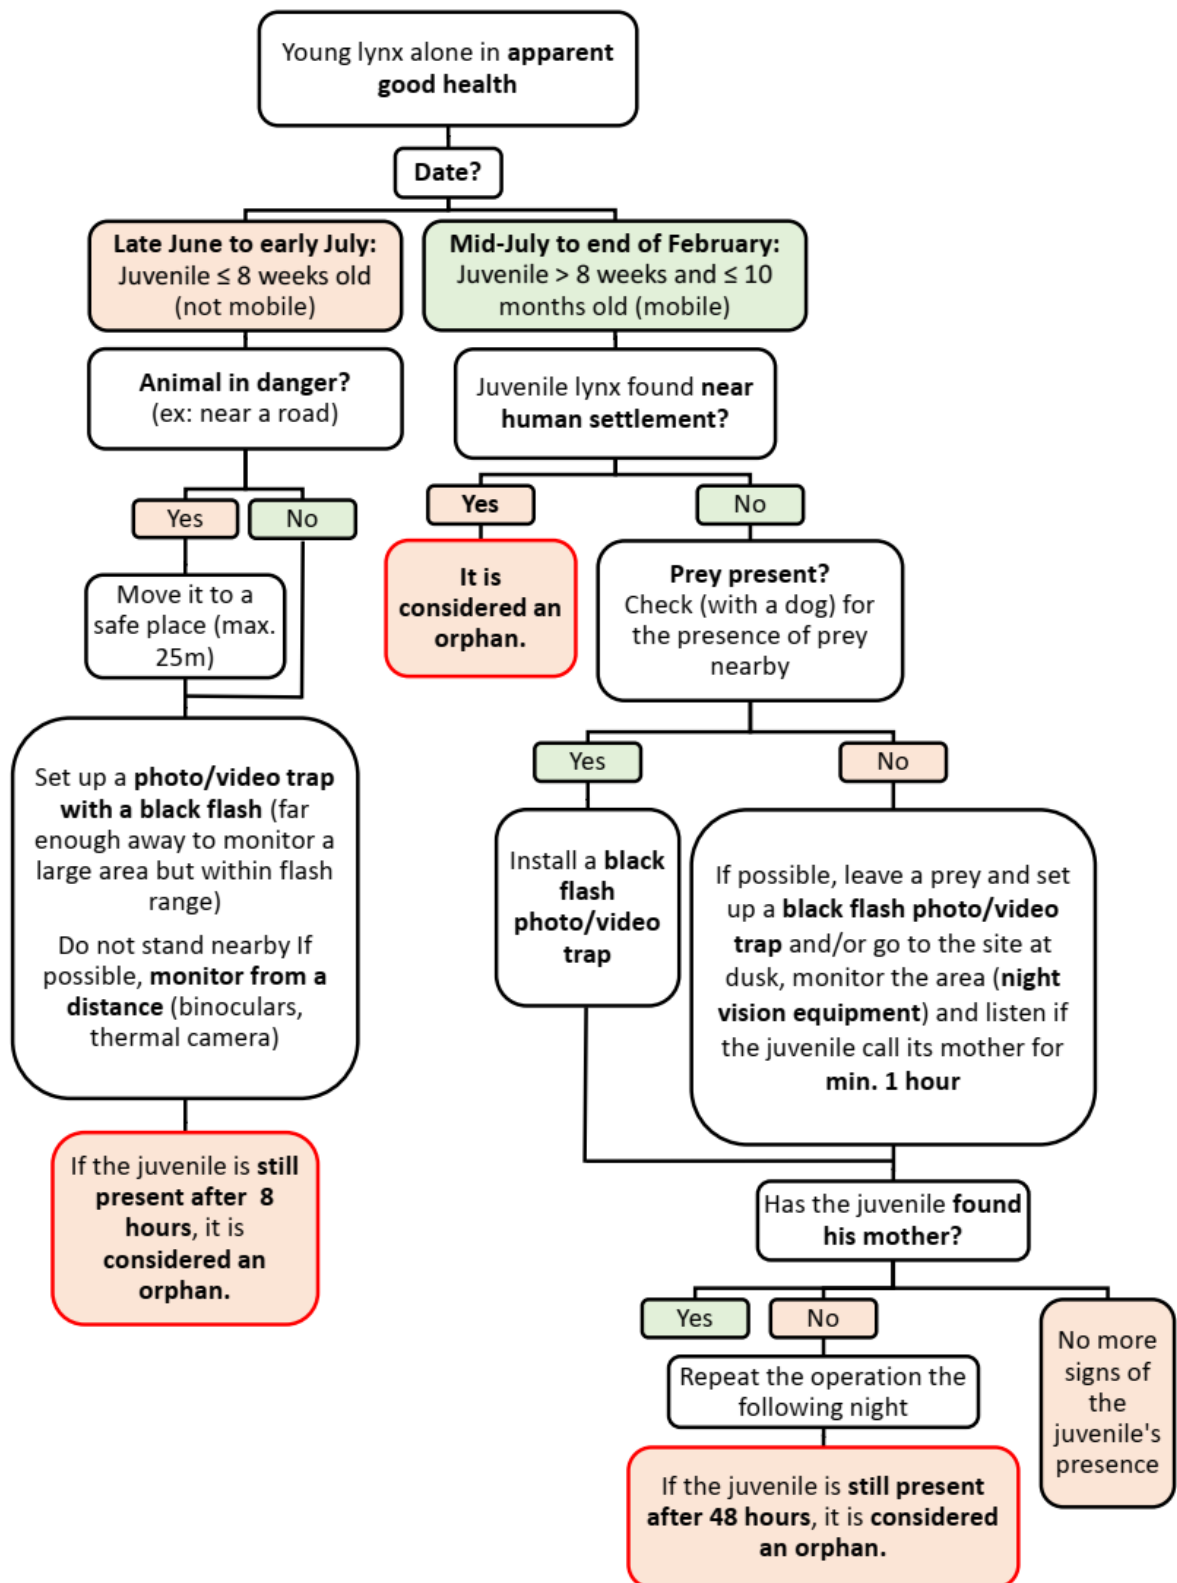 Young lynx alone in apparent
good health
Date?
Late June to early July:
Juvenile ≤ 8 weeks old
(not mobile)
Mid-July to end of February:
Juvenile > 8 weeks and ≤ 10
months old (mobile)
Animal in danger?
(ex: near a road)
Juvenile lynx found near
human settlement?
Yes
No
Yes
No
Move it to a
safe place (max.
25m)
It is
considered an
orphan.
Prey present?
Check (with a dog) for
the presence of prey
nearby
Yes
No
Set up a photo/video trap
with a black flash (far
enough away to monitor a
large area but within flash
range)
Do not stand nearby If
possible, monitor from a
distance (binoculars,
thermal camera)
Install a black
flash
photo/video
trap
If possible, leave a prey and set
up a black flash photo/video
trap and/or go to the site at
dusk, monitor the area (night
vision equipment) and listen if
the juvenile call its mother for
min. 1 hour
If the juvenile is still
present after 8
hours, it is
considered an
orphan.
Has the juvenile found
his mother?
Yes
No
No more
signs of
the
juvenile's
presence
Repeat the operation the
following night
If the juvenile is still present
after 48 hours, it is considered
an orphan.